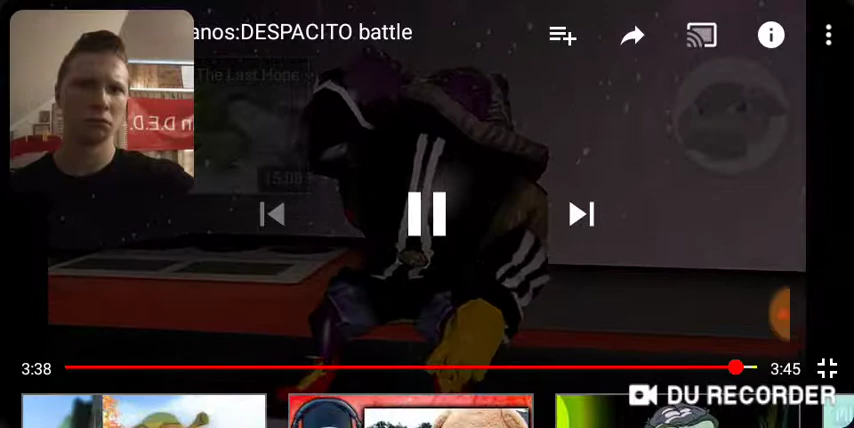 anos:DESPACITO battle
The Last Hope
15:00
n D.E.D.
3:38
3:45
DU RECORDER